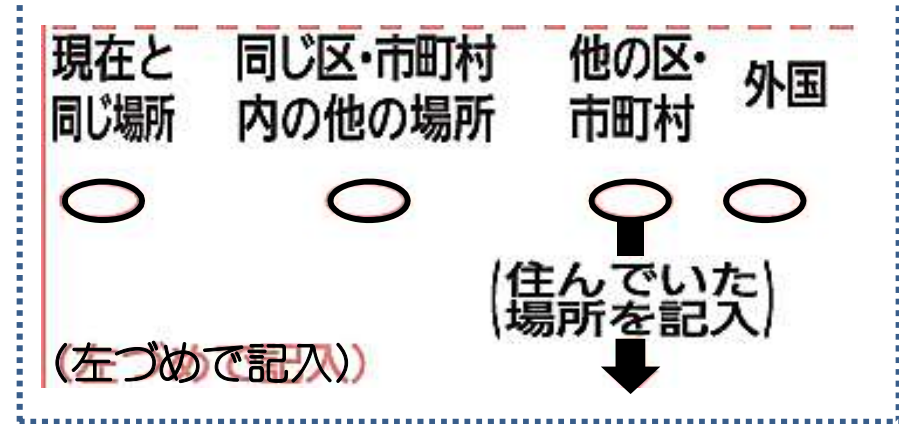 現在と
同じ場所
同じ区・市町村
内の他の場所
他の区・
市町村
外国
(住んでいた
場所を記入)
(左づめで記入)